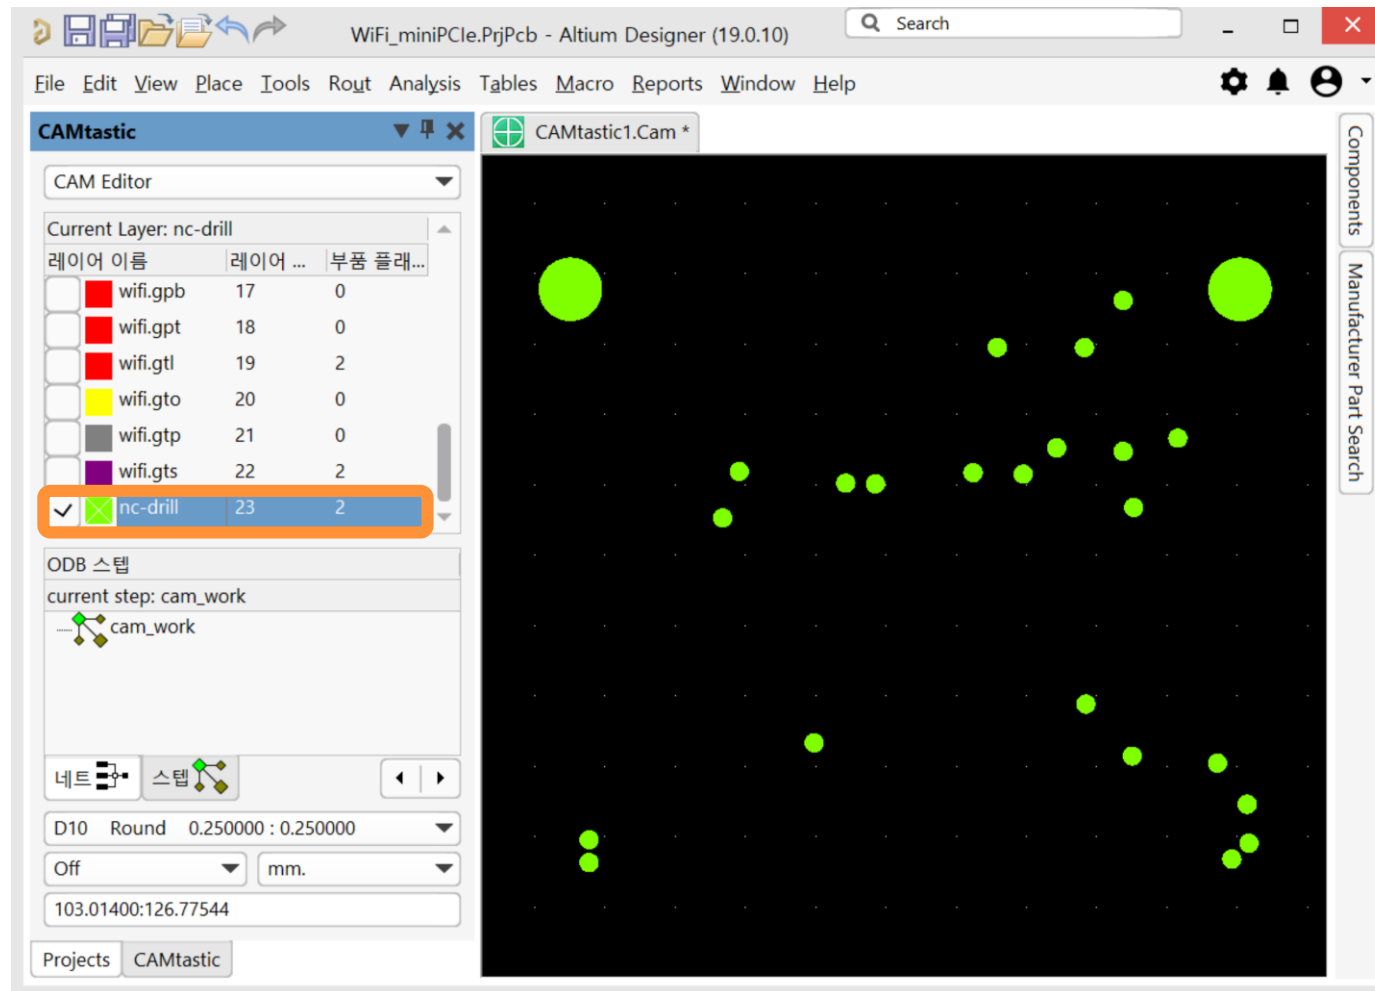 WiFi_miniPCIe.PrjPcb - Altium Designer (19.0.10)
Search
File Edit View Place Tools Rout Analysis Tables Macro Reports Window Help
CAMtastic
CAMtastic1.Cam *
CAM Editor
Current Layer: nc-drill
레이어 이름 레이어 ... 부품 플래...
wifi.gpb 17 0
wifi.gpt 18 0
wifi.gtl 19 2
wifi.gto 20 0
wifi.gtp 21 0
wifi.gts 22 2
nc-drill 23 2
ODB 스텝
current step: cam_work
cam_work
네트 스텝
D10 Round 0.250000 : 0.250000
Off mm.
103.01400:126.77544
Projects CAMtastic
Components
Manufacturer Part Search